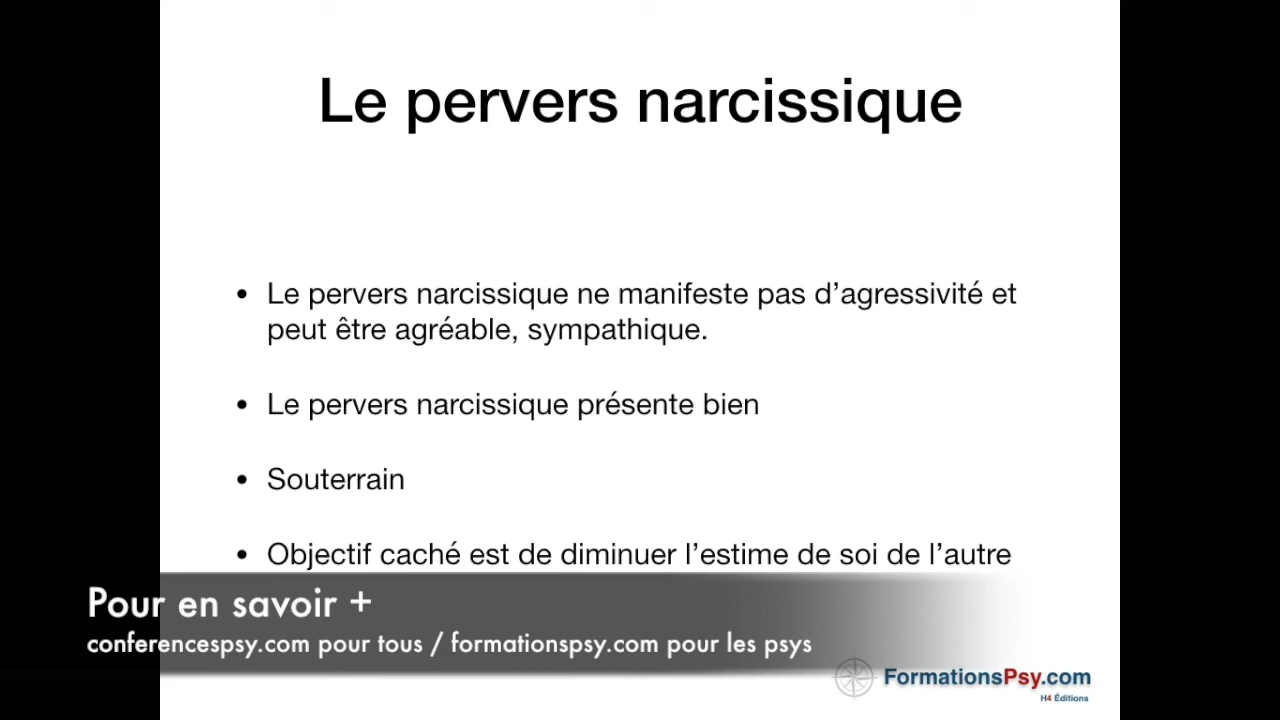 Le pervers narcissique
• Le pervers narcissique ne manifeste pas d’agressivité et
peut être agréable, sympathique.
• Le pervers narcissique présente bien
• Souterrain
• Objectif caché est de diminuer l’estime de soi de l’autre
Pour en savoir +
conferencespsy.com pour tous / formationspsy.com pour les psys
FormationsPsy.com
H4 Éditions